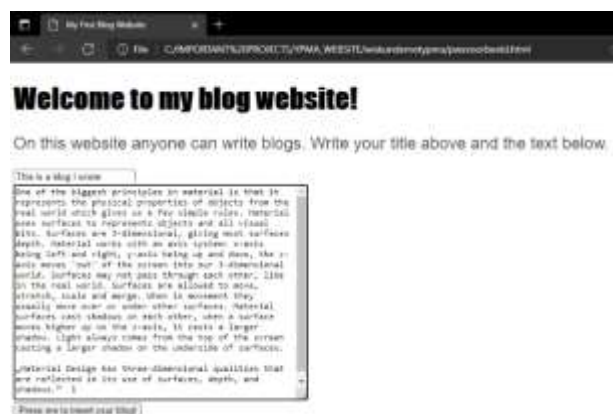 My First Blog Website
File C:/IMPORTANT%20PROJECTS/YPMA_WEBSITE/
Welcome to my blog website!
On this website anyone can write blogs. Write your title above and the text below.
This is a blog I wrote
One of the biggest principles in material is that it
represents the physical properties of objects from the
real world which gives us a few simple rules. Material
uses surfaces to represents objects and all visual
bits. Surfaces are 3-dimensional, giving most surfaces
depth. Material works with an axis system: x-axis
being left and right, y-axis being up and down, the z-
axis moves "out" of the screen into our 3-dimensional
world. Surfaces may not pass through each other, like
in the real world. Surfaces are allowed to move,
stretch, scale and merge. When in movement they
usually move over or under other surfaces. Material
surfaces cast shadows on each other, when a surface
moves higher up on the z-axis, it casts a larger
shadow. Light always comes from the top of the screen
casting a larger shadow on the underside of surfaces.
„Material Design has three-dimensional qualities that
are reflected in its use of surfaces, depth, and
shadows."
Press me to insert your blog!